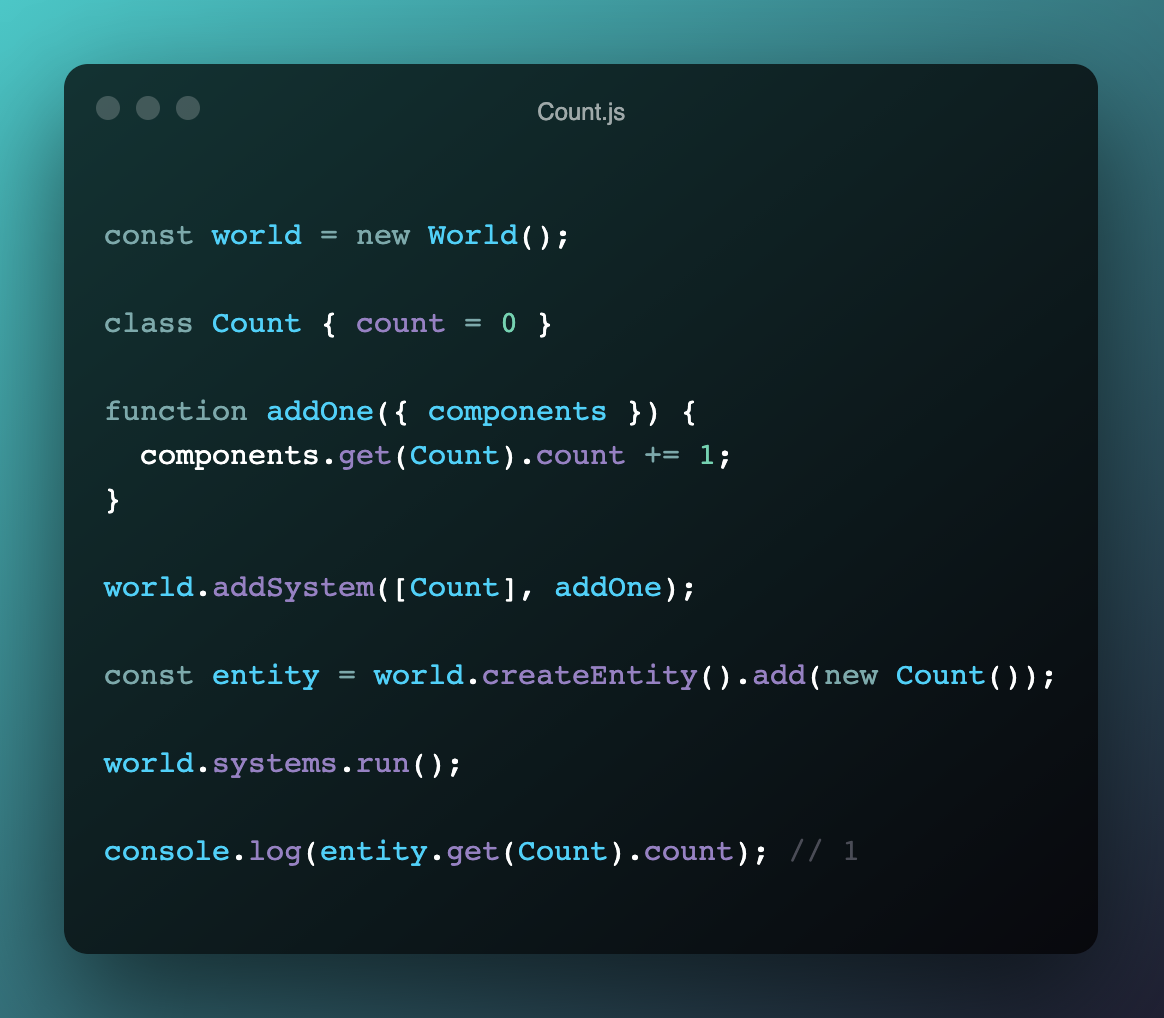 Count.js
const world = new World();
class Count { count = 0 }
function addOne({ components }) {
  components.get(Count).count += 1;
}
world.addSystem([Count], addOne);
const entity = world.createEntity().add(new Count());
world.systems.run();
console.log(entity.get(Count).count); // 1